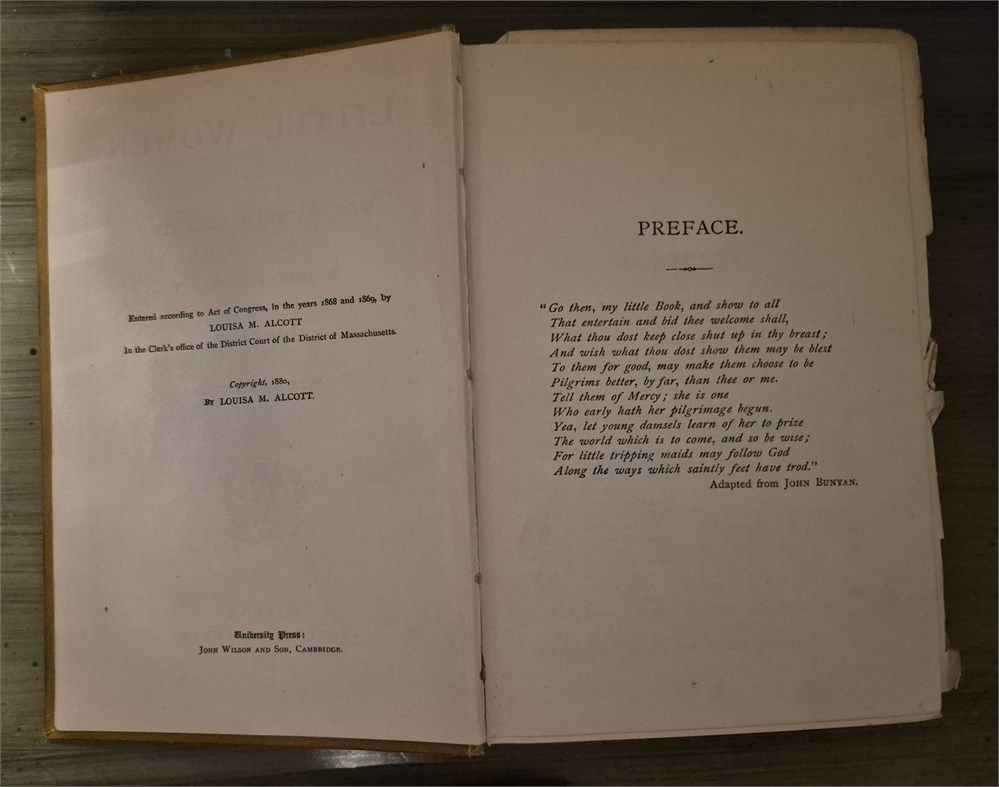 Entered according to Act of Congress, in the years 1868 and 1869, by
LOUISA M. ALCOTT
In the Clerk's office of the District Court of the District of Massachusetts.
Copyright, 1880,
BY LOUISA M. ALCOTT.
University Press:
JOHN WILSON AND SON, CAMBRIDGE.
PREFACE.
"Go then, my little Book, and show to all
That entertain and bid thee welcome shall,
What thou dost keep close shut up in thy breast;
And wish what thou dost show them may be blest
To them for good, may make them choose to be
Pilgrims better, by far, than thee or me.
Tell them of Mercy; she is one
Who early hath her pilgrimage begun.
Yea, let young damsels learn of her to prize
The world which is to come, and so be wise;
For little tripping maids may follow God
Along the ways which saintly feet have trod."
Adapted from JOHN BUNYAN.